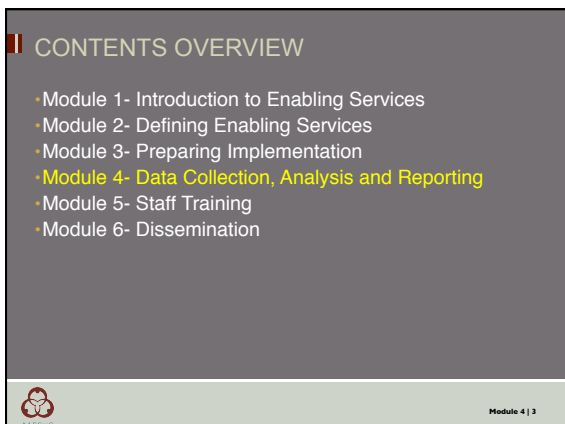 CONTENTS OVERVIEW
•Module 1- Introduction to Enabling Services
•Module 2- Defining Enabling Services
•Module 3- Preparing Implementation
•Module 4- Data Collection, Analysis and Reporting
•Module 5- Staff Training
•Module 6- Dissemination
Module 4 | 3